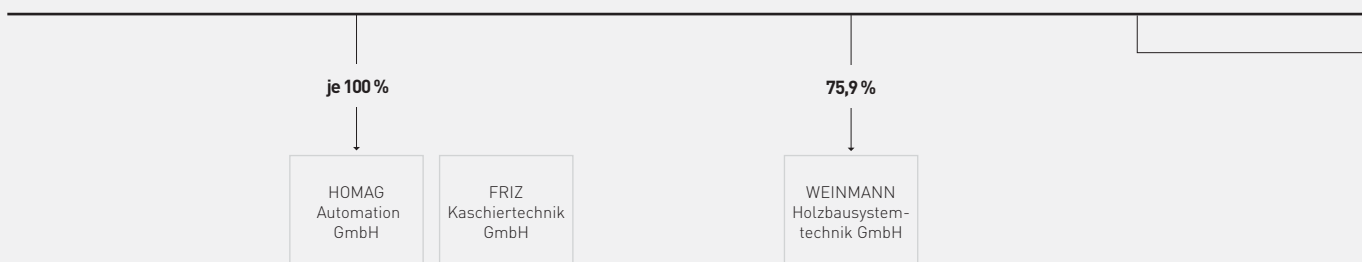 je 100 %
75,9 %
HOMAG
Automation
GmbH
FRIZ
Kaschiertechnik
GmbH
WEINMANN
Holzbausystem-
technik GmbH